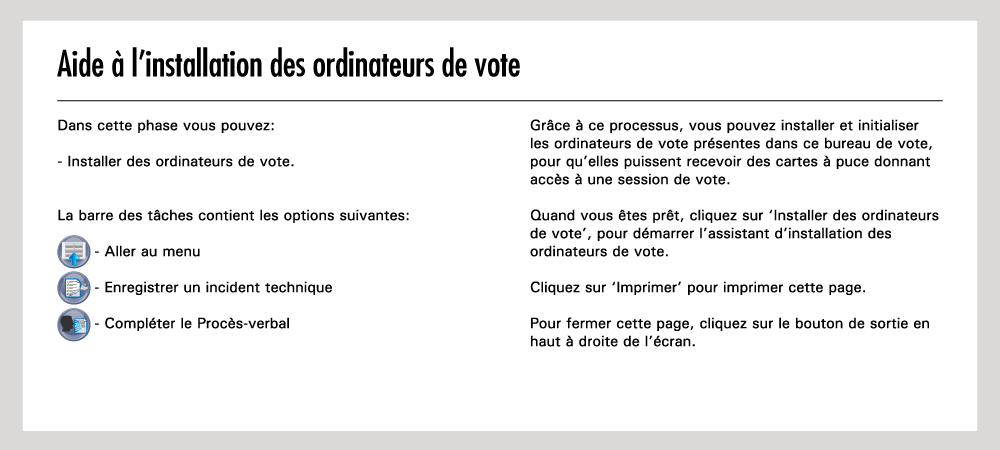 Aide à l’installation des ordinateurs de vote
Dans cette phase vous pouvez:
- Installer des ordinateurs de vote.
La barre des tâches contient les options suivantes:
- Aller au menu
- Enregistrer un incident technique
- Compléter le Procès-verbal
Grâce à ce processus, vous pouvez installer et initialiser
les ordinateurs de vote présentes dans ce bureau de vote,
pour qu’elles puissent recevoir des cartes à puce donnant
accès à une session de vote.
Quand vous êtes prêt, cliquez sur ‘Installer des ordinateurs
de vote’, pour démarrer l’assistant d’installation des
ordinateurs de vote.
Cliquez sur ‘Imprimer’ pour imprimer cette page.
Pour fermer cette page, cliquez sur le bouton de sortie en
haut à droite de l’écran.